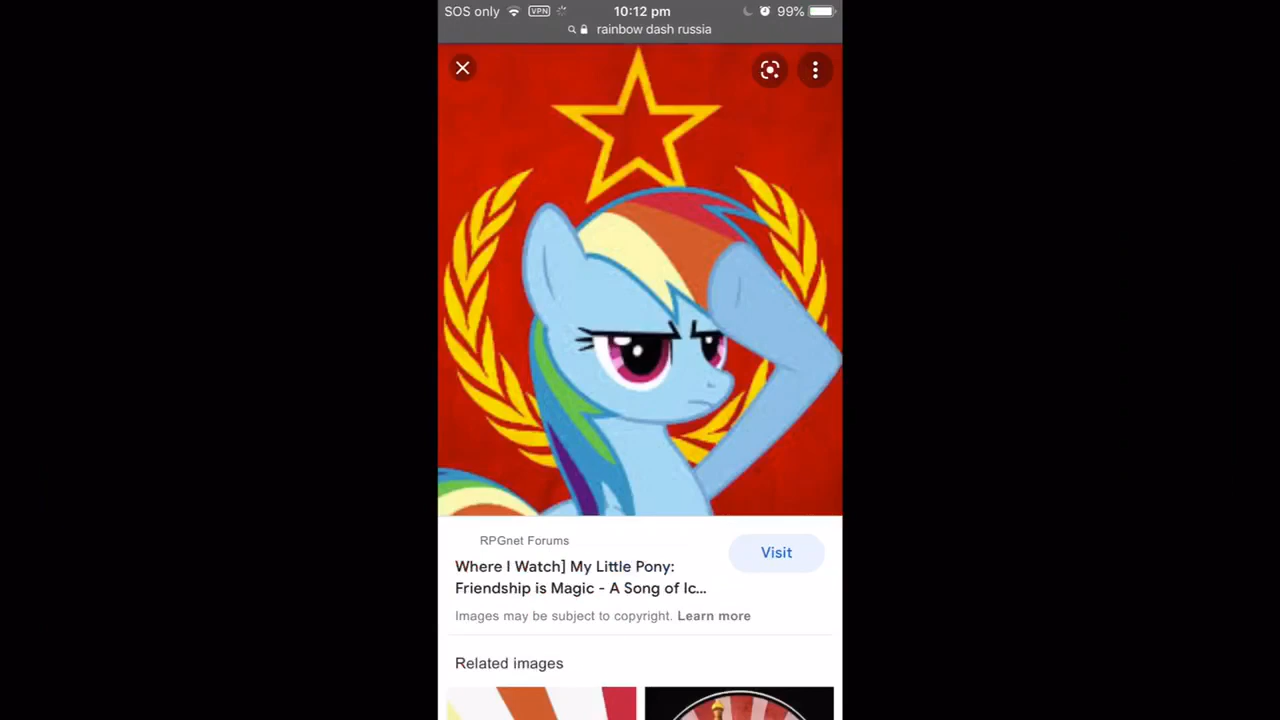 SOS only VPN 10:12 pm 99%
rainbow dash russia
RPGnet Forums
Visit
Where I Watch] My Little Pony:
Friendship is Magic - A Song of Ic...
Images may be subject to copyright. Learn more
Related images